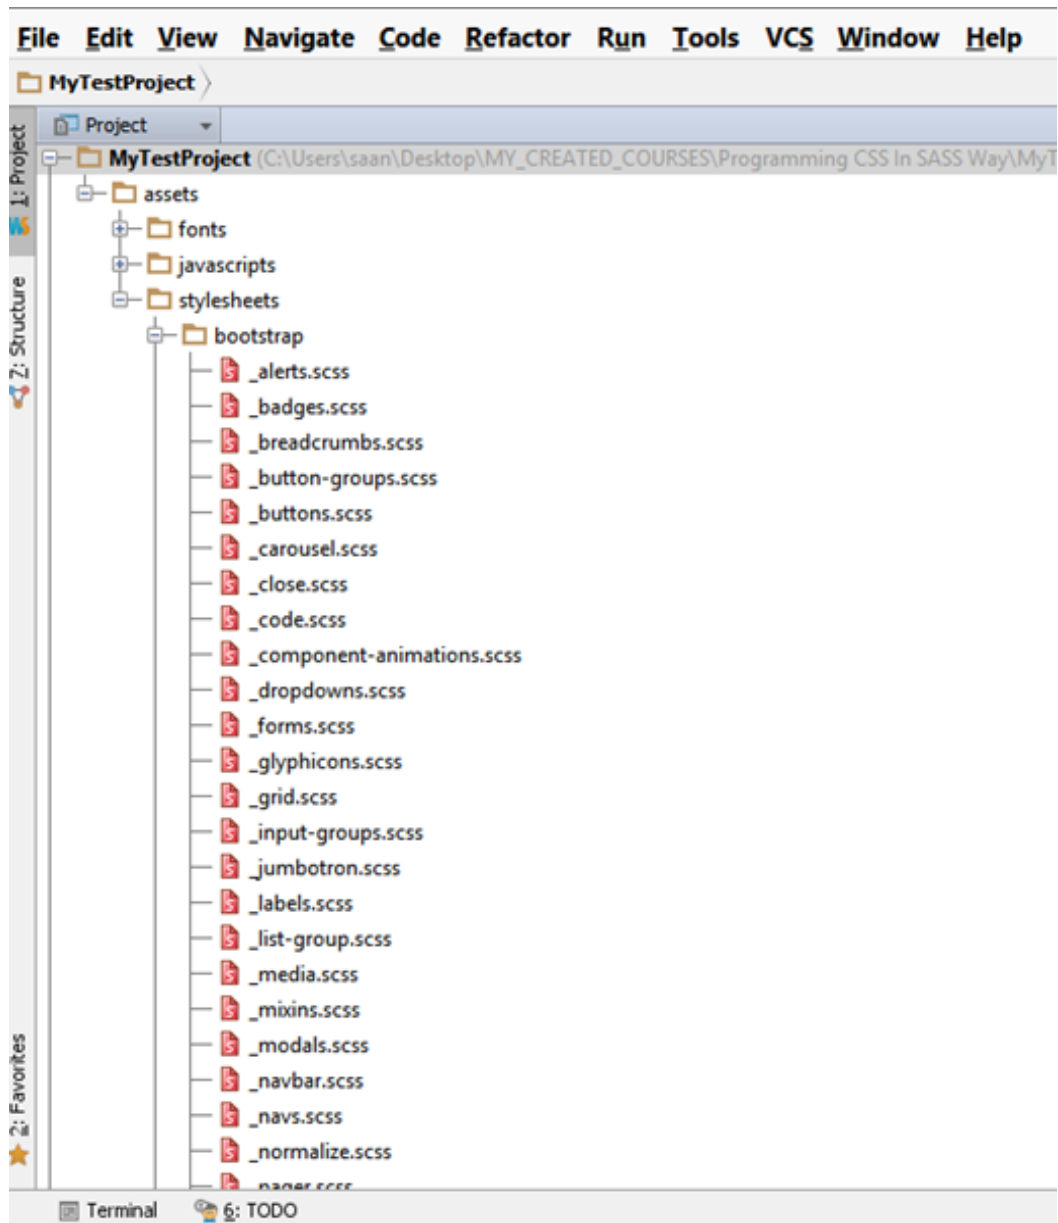 File Edit View Navigate Code Refactor Run Tools VCS Window Help
MyTestProject
1: Project
Project
MyTestProject (C:\Users\saan\Desktop\MY_CREATED_COURSES\Programming CSS In SASS Way\MyT
assets
fonts
javascripts
stylesheets
bootstrap
_alerts.scss
_badges.scss
_breadcrumbs.scss
_button-groups.scss
_buttons.scss
_carousel.scss
_close.scss
_code.scss
_component-animations.scss
_dropdowns.scss
_forms.scss
_glyphicons.scss
_grid.scss
_input-groups.scss
_jumbotron.scss
_labels.scss
_list-group.scss
_media.scss
_mixins.scss
_modals.scss
_navbar.scss
_navs.scss
_normalize.scss
_pager.scss
Z: Structure
2: Favorites
Terminal 6: TODO